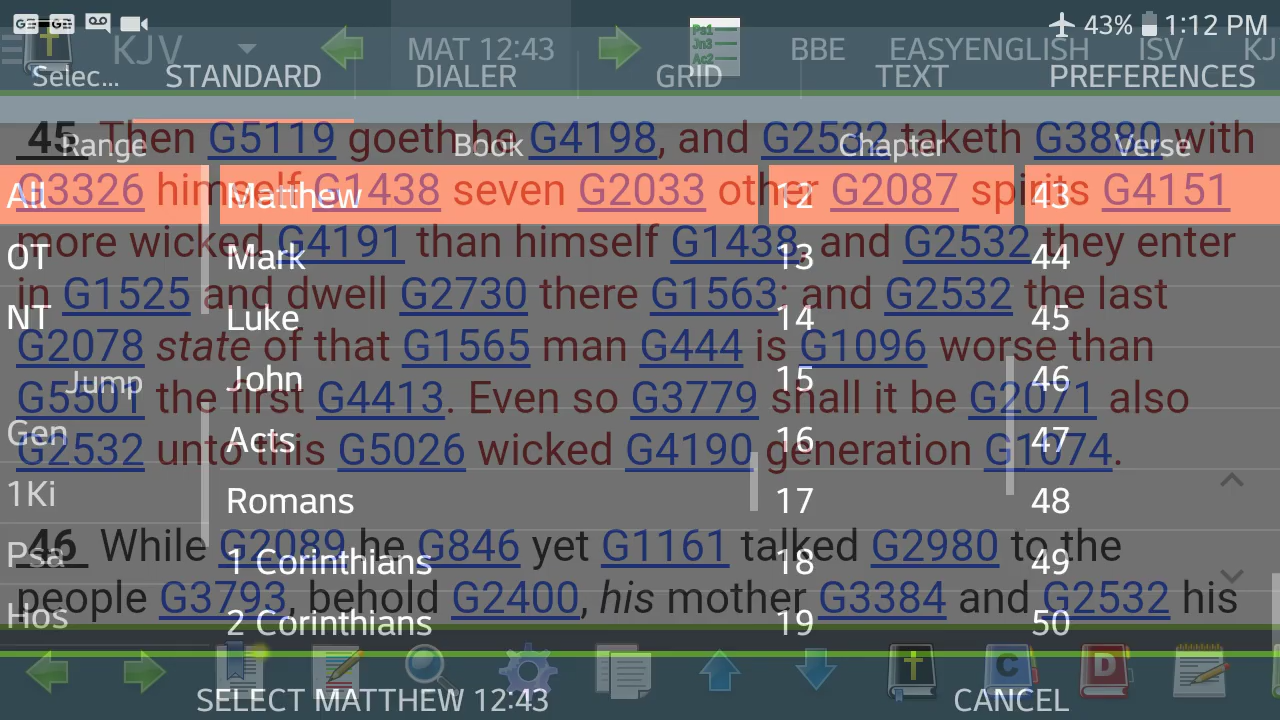 43% 1:12 PM
KJV MAT 12:43 BBE EASYENGLISH ISV KJ
Selec... STANDARD DIALER GRID TEXT PREFERENCES
Ps1
Jn3
Ac2
45 Then G5119 goeth he G4198, and G2532 taketh G3880 with
Range Book Chapter Verse
G3326 himself G1438 seven G2033 other G2087 spirits G4151
All Matthew 12 43
more wicked G4191 than himself G1438, and G2532 they enter
OT Mark 13 44
in G1525 and dwell G2730 there G1563: and G2532 the last
NT Luke 14 45
G2078 state of that G1565 man G444 is G1096 worse than
Jump John 15 46
G5501 the first G4413. Even so G3779 shall it be G2071 also
Gen Acts 16 47
G2532 unto this G5026 wicked G4190 generation G1074.
1Ki Romans 17 48
46 While G2089 he G846 yet G1161 talked G2980 to the
Psa 1 Corinthians 18 49
people G3793, behold G2400, his mother G3384 and G2532 his
Hos 2 Corinthians 19 50
C D
SELECT MATTHEW 12:43 CANCEL